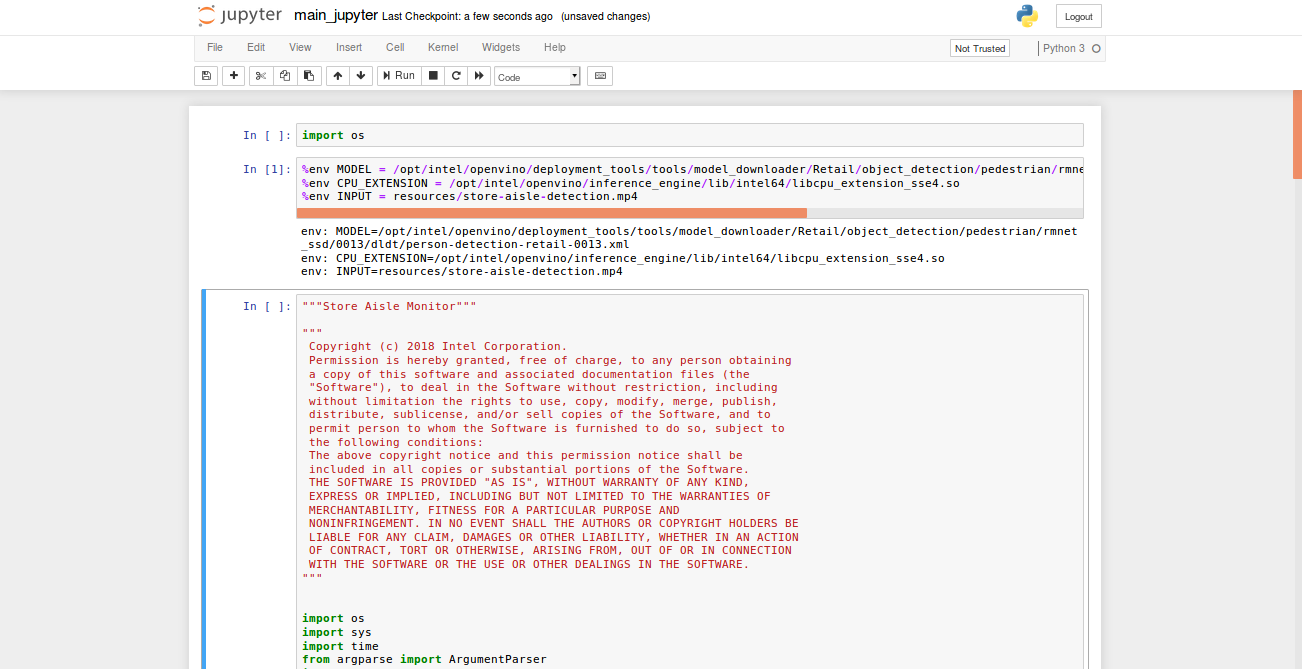 jupyter main_jupyter Last Checkpoint: a few seconds ago (unsaved changes) Logout
File Edit View Insert Cell Kernel Widgets Help Not Trusted Python 3
Run Code
In [ ]: import os
In [1]: %env MODEL = /opt/intel/openvino/deployment_tools/tools/model_downloader/Retail/object_detection/pedestrian/rmne
%env CPU_EXTENSION = /opt/intel/openvino/inference_engine/lib/intel64/libcpu_extension_sse4.so
%env INPUT = resources/store-aisle-detection.mp4
env: MODEL=/opt/intel/openvino/deployment_tools/tools/model_downloader/Retail/object_detection/pedestrian/rmnet
_ssd/0013/dldt/person-detection-retail-0013.xml
env: CPU_EXTENSION=/opt/intel/openvino/inference_engine/lib/intel64/libcpu_extension_sse4.so
env: INPUT=resources/store-aisle-detection.mp4
In [ ]: """Store Aisle Monitor"""
"""
Copyright (c) 2018 Intel Corporation.
Permission is hereby granted, free of charge, to any person obtaining
a copy of this software and associated documentation files (the
"Software"), to deal in the Software without restriction, including
without limitation the rights to use, copy, modify, merge, publish,
distribute, sublicense, and/or sell copies of the Software, and to
permit person to whom the Software is furnished to do so, subject to
the following conditions:
The above copyright notice and this permission notice shall be
included in all copies or substantial portions of the Software.
THE SOFTWARE IS PROVIDED "AS IS", WITHOUT WARRANTY OF ANY KIND,
EXPRESS OR IMPLIED, INCLUDING BUT NOT LIMITED TO THE WARRANTIES OF
MERCHANTABILITY, FITNESS FOR A PARTICULAR PURPOSE AND
NONINFRINGEMENT. IN NO EVENT SHALL THE AUTHORS OR COPYRIGHT HOLDERS BE
LIABLE FOR ANY CLAIM, DAMAGES OR OTHER LIABILITY, WHETHER IN AN ACTION
OF CONTRACT, TORT OR OTHERWISE, ARISING FROM, OUT OF OR IN CONNECTION
WITH THE SOFTWARE OR THE USE OR OTHER DEALINGS IN THE SOFTWARE.
"""
import os
import sys
import time
from argparse import ArgumentParser